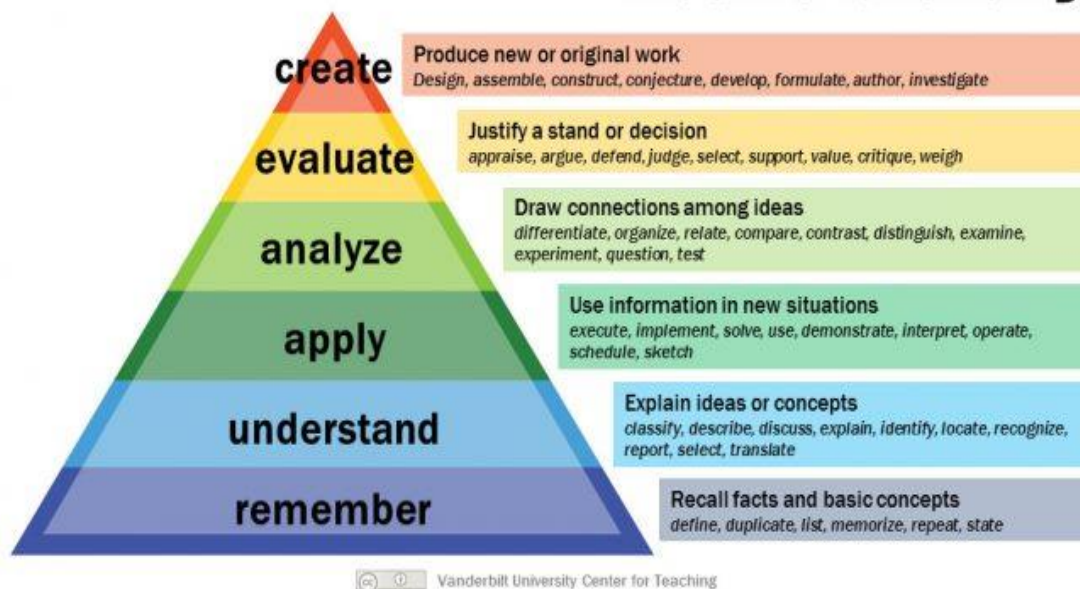 create
Produce new or original work
Design, assemble, construct, conjecture, develop, formulate, author, investigate
evaluate
Justify a stand or decision
appraise, argue, defend, judge, select, support, value, critique, weigh
analyze
Draw connections among ideas
differentiate, organize, relate, compare, contrast, distinguish, examine,
experiment, question, test
apply
Use information in new situations
execute, implement, solve, use, demonstrate, interpret, operate,
schedule, sketch
understand
Explain ideas or concepts
classify, describe, discuss, explain, identify, locate, recognize,
report, select, translate
remember
Recall facts and basic concepts
define, duplicate, list, memorize, repeat, state
cc Vanderbilt University Center for Teaching